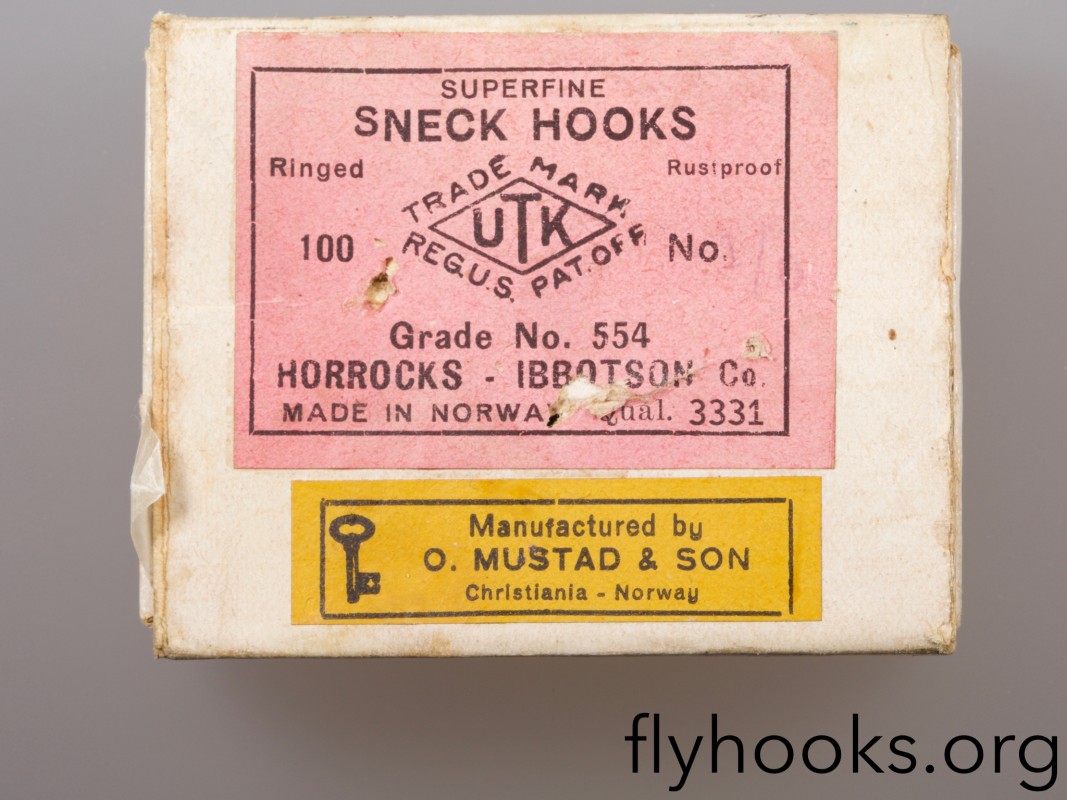 SUPERFINE
SNECK HOOKS
Ringed
Rustproof
TRADE MARK
UTK
REG.U.S. PAT.OFF
100
No.
Grade No. 554
HORROCKS - IBBOTSON Co.
MADE IN NORWAY Qual. 3331
Manufactured by
O. MUSTAD & SON
Christiania - Norway
flyhooks.org